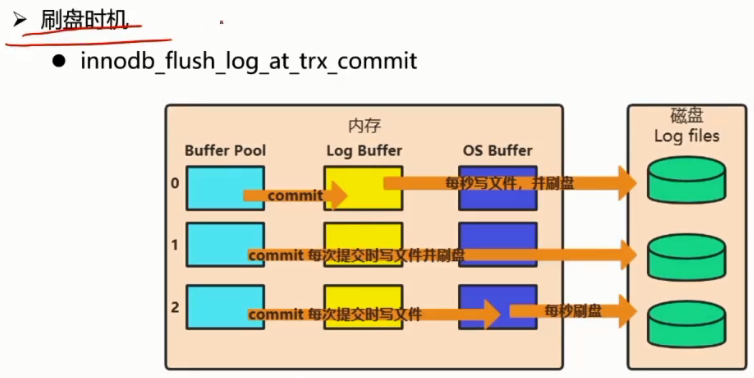 ➤ 刷盘时机
● innodb_flush_log_at_trx_commit
内存
磁盘
Log files
Buffer Pool Log Buffer OS Buffer
0 commit 每秒写文件，并刷盘
1 commit 每次提交时写文件并刷盘
2 commit 每次提交时写文件 每秒刷盘